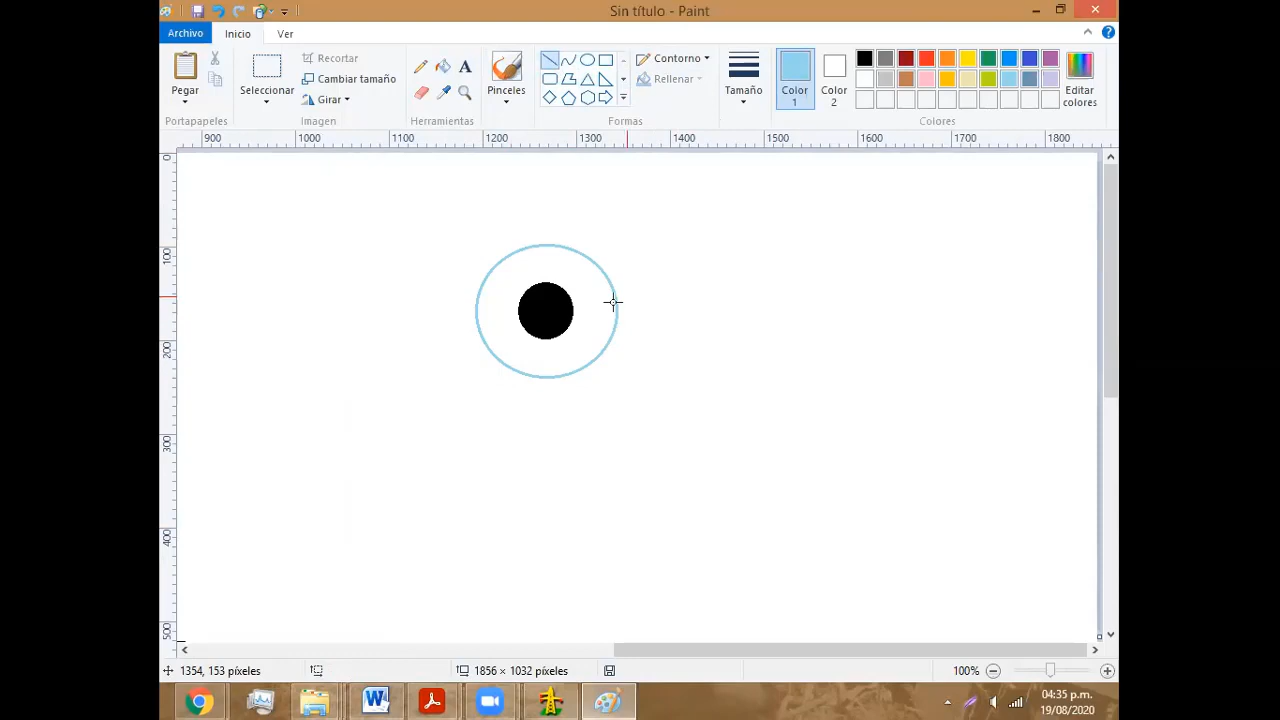 Sin título - Paint
Archivo Inicio Ver
Pegar
Portapapeles
Seleccionar
Recortar
Cambiar tamaño
Girar
Imagen
A
Herramientas
Pinceles
Formas
Contorno
Rellenar
Tamaño
Color 1
Color 2
Editar colores
Colores
900 1000 1100 1200 1300 1400 1500 1600 1700 1800
0
100
200
300
400
500
1354, 153 píxeles 1856 × 1032 píxeles 100%
04:35 p.m.
19/08/2020